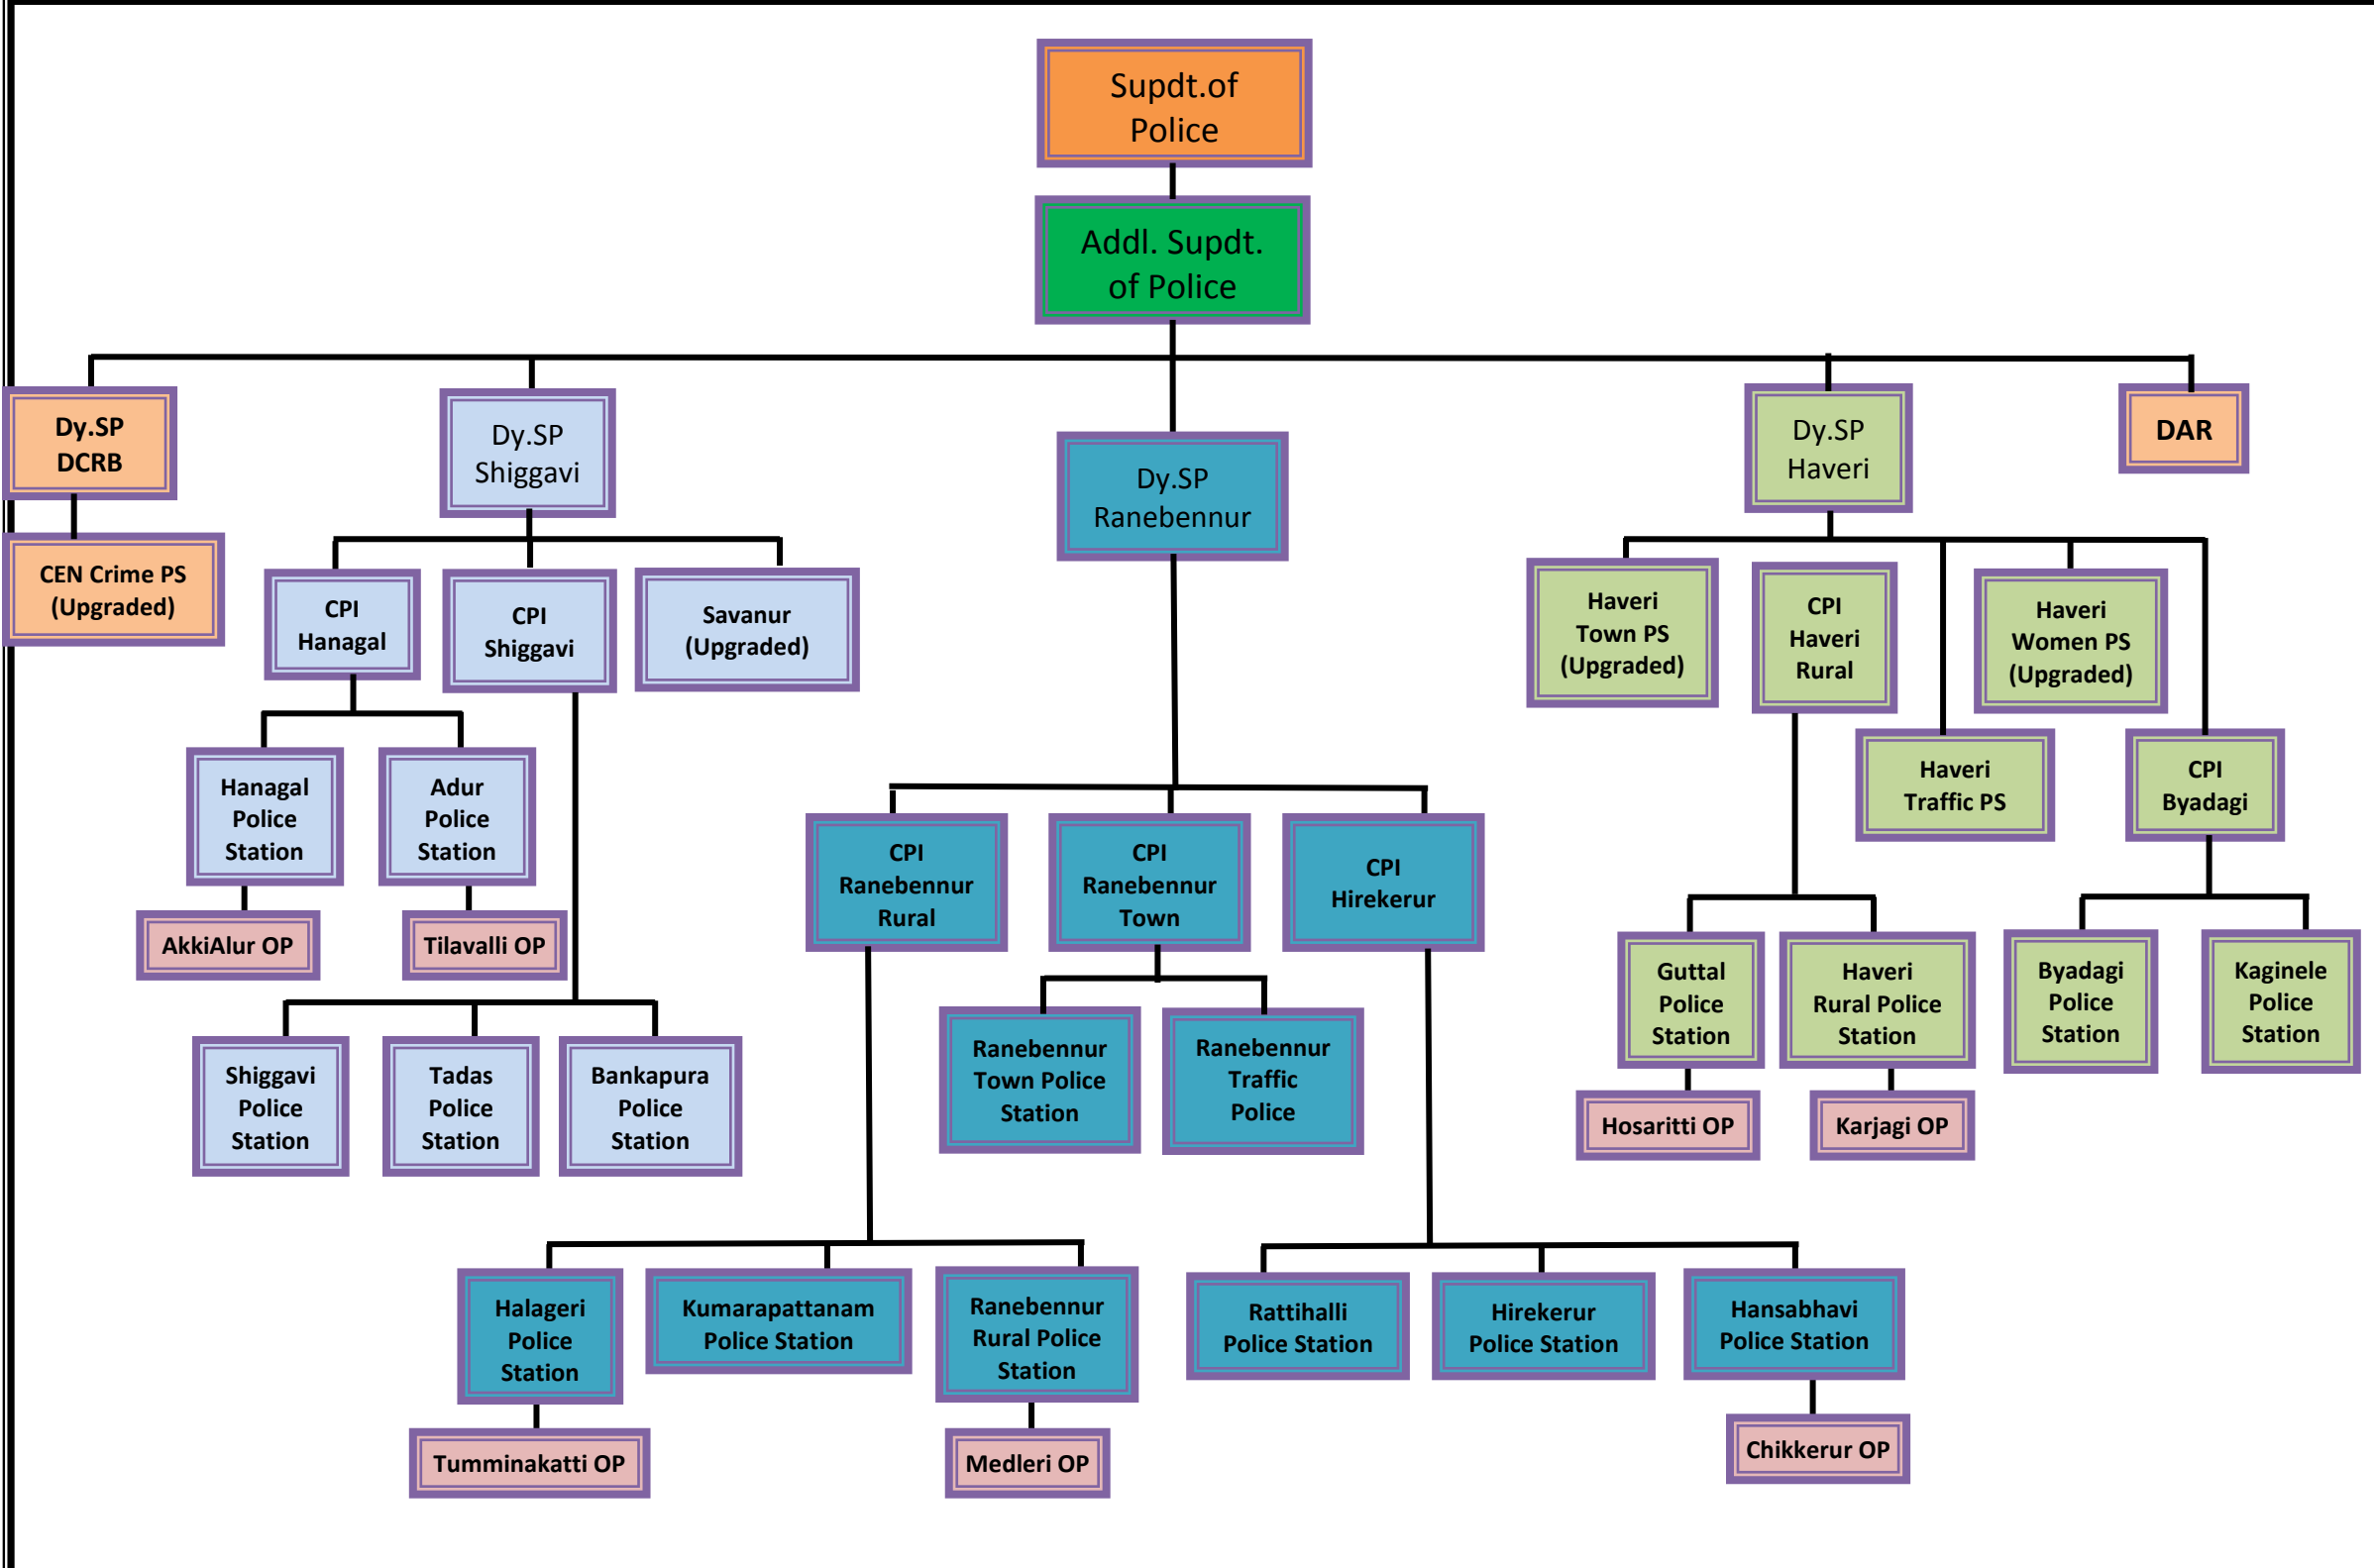 Supdt.of
Police
Addl. Supdt.
of Police
Dy.SP
DCRB
Dy.SP
Shiggavi
Dy.SP
Ranebennur
Dy.SP
Haveri
DAR
CEN Crime PS
(Upgraded)
CPI
Hanagal
CPI
Shiggavi
Savanur
(Upgraded)
Haveri
Town PS
(Upgraded)
CPI
Haveri
Rural
Haveri
Women PS
(Upgraded)
Haveri
Traffic PS
CPI
Byadagi
Hanagal
Police
Station
Adur
Police
Station
CPI
Ranebennur
Rural
CPI
Ranebennur
Town
CPI
Hirekerur
AkkiAlur OP
Tilavalli OP
Guttal
Police
Station
Haveri
Rural Police
Station
Byadagi
Police
Station
Kaginele
Police
Station
Shiggavi
Police
Station
Tadas
Police
Station
Bankapura
Police
Station
Ranebennur
Town Police
Station
Ranebennur
Traffic
Police
Hosaritti OP
Karjagi OP
Halageri
Police
Station
Kumarapattanam
Police Station
Ranebennur
Rural Police
Station
Rattihalli
Police Station
Hirekerur
Police Station
Hansabhavi
Police Station
Tumminakatti OP
Medleri OP
Chikkerur OP